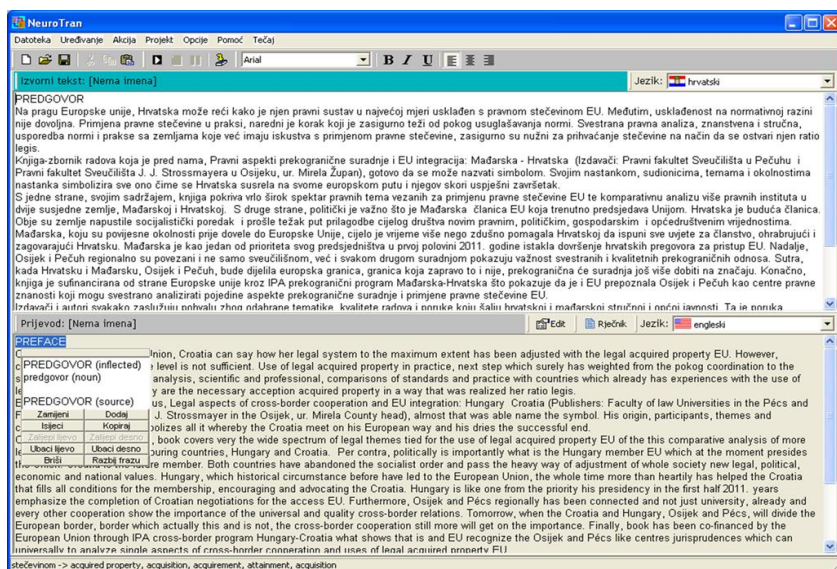 NeuroTran
Datoteka Uređivanje Akcija Projekt Opcije Pomoć Tečaj
Arial B I U
Izvorni tekst: [Nema imena] Jezik: hrvatski
PREDGOVOR
Na pragu Europske unije, Hrvatska može reći kako je njen pravni sustav u najvećoj mjeri usklađen s pravnom stečevinom EU. Međutim, usklađenost na normativnoj razini
nije dovoljna. Primjena pravne stečevine u praksi, naredni je korak koji je zasigurno teži od pokog usuglašavanja normi. Svestrana pravna analiza, znanstvena i stručna,
usporedba normi i prakse sa zemljama koje već imaju iskustva s primjenom pravne stečevine, zasigurno su nužni za prihvaćanje stečevine na način da se ostvari njen ratio
legis.
Knjiga-zbornik radova koja je pred nama, Pravni aspekti prekogranične suradnje i EU integracija: Mađarska - Hrvatska (Izdavači: Pravni fakultet Sveučilišta u Pečuhu i
Pravni fakultet Sveučilišta J. J. Strossmayera u Osijeku, ur. Mirela Župan), gotovo da se može nazvati simbolom. Svojim nastankom, sudionicima, temama i okolnostima
nastanka simbolizira sve ono čime se Hrvatska susrela na svome europskom putu i njegov skori uspješni završetak.
S jedne strane, svojim sadržajem, knjiga pokriva vrlo širok spektar pravnih tema vezanih za primjenu pravne stečevine EU te komparativnu analizu više pravnih instituta u
dvije susjedne zemlje, Mađarskoj i Hrvatskoj. S druge strane, politički je važno što je Mađarska članica EU koja trenutno predsjedava Unijom. Hrvatska je buduća članica.
Obje su zemlje napustile socijalistički poredak i prošle težak put prilagodbe cijelog društva novim pravnim, političkim, gospodarskim i općedruštvenim vrijednostima.
Mađarska, koju su povijesne okolnosti prije dovele do Europske Unije, cijelo je vrijeme više nego zdušno pomagala Hrvatskoj da ispuni sve uvjete za članstvo, ohrabrujući i
zagovarajući Hrvatsku. Mađarska je kao jedan od prioriteta svog predsjedništva u prvoj polovini 2011. godine istakla dovršenje hrvatskih pregovora za pristup EU. Nadalje,
Osijek i Pečuh regionalno su povezani i ne samo sveučilišnom, već i svakom drugom suradnjom pokazuju važnost svestranih i kvalitetnih prekograničnih odnosa. Sutra,
kada Hrvatsku i Mađarsku, Osijek i Pečuh, bude dijelila europska granica, granica koja zapravo to i nije, prekogranična će suradnja još više dobiti na značaju. Konačno,
knjiga je sufinancirana od strane Europske unije kroz IPA prekogranični program Mađarska-Hrvatska što pokazuje da je i EU prepoznala Osijek i Pečuh kao centre pravne
znanosti koji mogu svestrano analizirati pojedine aspekte prekogranične suradnje i primjene pravne stečevine EU.
Izdavači i autori svakako zaslužuju pohvalu zbog odabrane tematike, kvalitete radova i poruke koju šalju hrvatskoj i mađarskoj stručnoj i općoj javnosti. Ta je poruka
Prijevod: [Nema imena] Edit Rječnik Jezik: engleski
PREFACE
Union, Croatia can say how her legal system to the maximum extent has been adjusted with the legal acquired property EU. However,
PREDGOVOR (inflected) level is not sufficient. Use of legal acquired property in practice, next step which surely has weighted from the pokog coordination to the
predgovor (noun) analysis, scientific and professional, comparisons of standards and practice with countries which already has experiences with the use of
y are the necessary accession acquired property in a way that was realized her ratio legis.
PREDGOVOR (source) us, Legal aspects of cross-border cooperation and EU integration: Hungary Croatia (Publishers: Faculty of law Universities in the Pécs and
Zamijeni Dodaj J. Strossmayer in the Osijek, ur. Mirela County head), almost that was able name the symbol. His origin, participants, themes and
Isijeci Kopiraj bolizes all it whereby the Croatia meet on his European way and his dries the successful end.
Zalijepi lijevo Zalijepi desno , book covers very the wide spectrum of legal themes tied for the use of legal acquired property EU of the this comparative analysis of more
Ubaci lijevo Ubaci desno ouring countries, Hungary and Croatia. Per contra, politically is importantly what is the Hungary member EU which at the moment presides
Briši Razbij frazu re member. Both countries have abandoned the socialist order and pass the heavy way of adjustment of whole society new legal, political,
economic and national values. Hungary, which historical circumstance before have led to the European Union, the whole time more than heartily has helped the Croatia
that fills all conditions for the membership, encouraging and advocating the Croatia. Hungary is like one from the priority his presidency in the first half 2011. years
emphasize the completion of Croatian negotiations for the access EU. Furthermore, Osijek and Pécs regionally has been connected and not just university, already and
every other cooperation show the importance of the universal and quality cross-border relations. Tomorrow, when the Croatia and Hungary, Osijek and Pécs, will divide the
European border, border which actually this and is not, the cross-border cooperation still more will get on the importance. Finally, book has been co-financed by the
European Union through IPA cross-border program Hungary-Croatia what shows that is and EU recognize the Osijek and Pécs like centres jurisprudences which can
universally to analyze single aspects of cross-border cooperation and uses of legal acquired property EU
stečevinom -> acquired property, acquisition, acquirement, attainment, acquisition